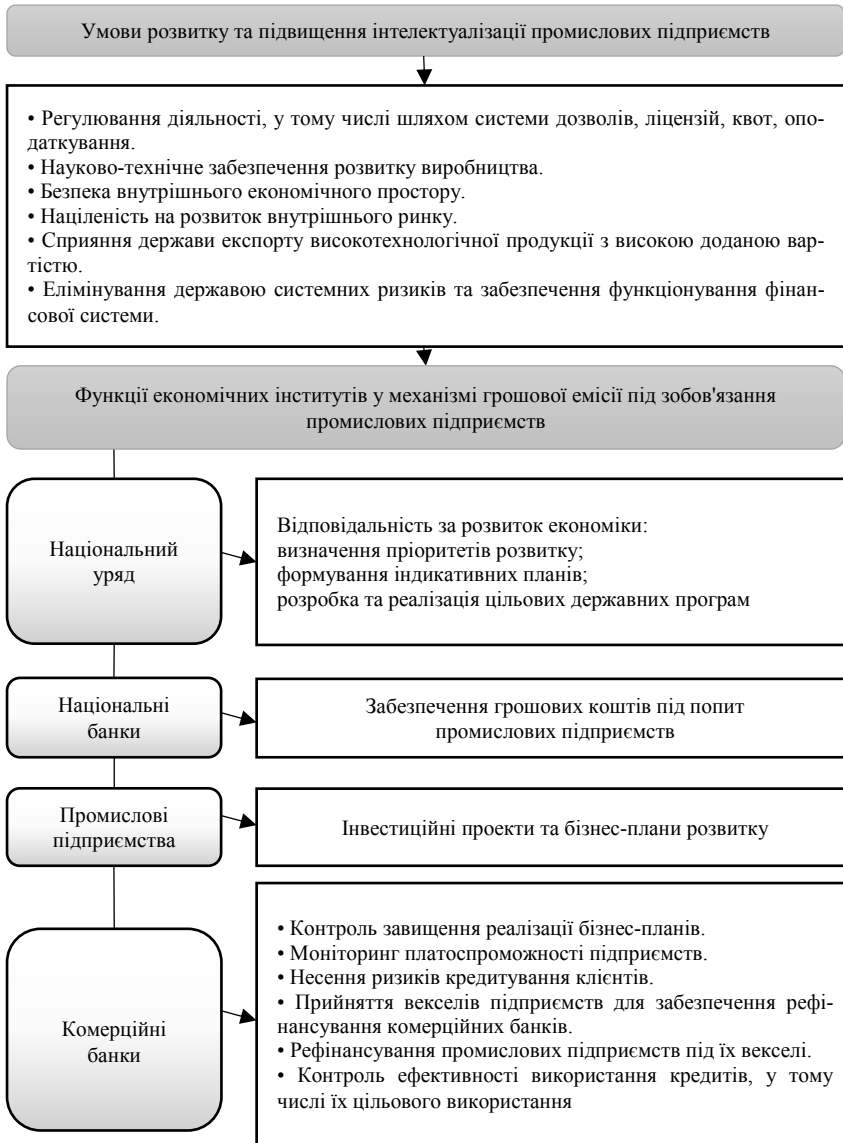 Умови розвитку та підвищення інтелектуалізації промислових підприємств
• Регулювання діяльності, у тому числі шляхом системи дозволів, ліцензій, квот, опо-
даткування.
• Науково-технічне забезпечення розвитку виробництва.
• Безпека внутрішнього економічного простору.
• Націленість на розвиток внутрішнього ринку.
• Сприяння держави експорту високотехнологічної продукції з високою доданою вар-
тістю.
• Елімінування державою системних ризиків та забезпечення функціонування фінан-
сової системи.
Функції економічних інститутів у механізмі грошової емісії під зобов'язання
промислових підприємств
Національний
уряд
Відповідальність за розвиток економіки:
визначення пріоритетів розвитку;
формування індикативних планів;
розробка та реалізація цільових державних програм
Національні
банки
Забезпечення грошових коштів під попит
промислових підприємств
Промислові
підприємства
Інвестиційні проекти та бізнес-плани розвитку
Комерційні
банки
• Контроль завищення реалізації бізнес-планів.
• Моніторинг платоспроможності підприємств.
• Несення ризиків кредитування клієнтів.
• Прийняття векселів підприємств для забезпечення рефі-
нансування комерційних банків.
• Рефінансування промислових підприємств під їх векселі.
• Контроль ефективності використання кредитів, у тому
числі їх цільового використання